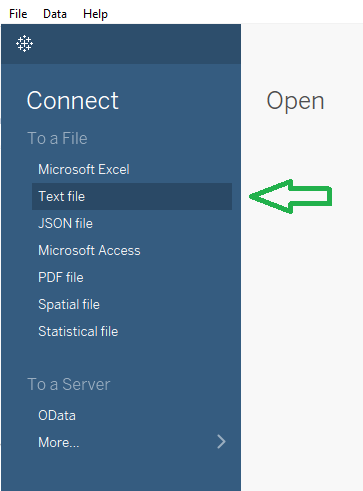 File Data Help
Connect
Open
To a File
Microsoft Excel
Text file
JSON file
Microsoft Access
PDF file
Spatial file
Statistical file
To a Server
OData
More...